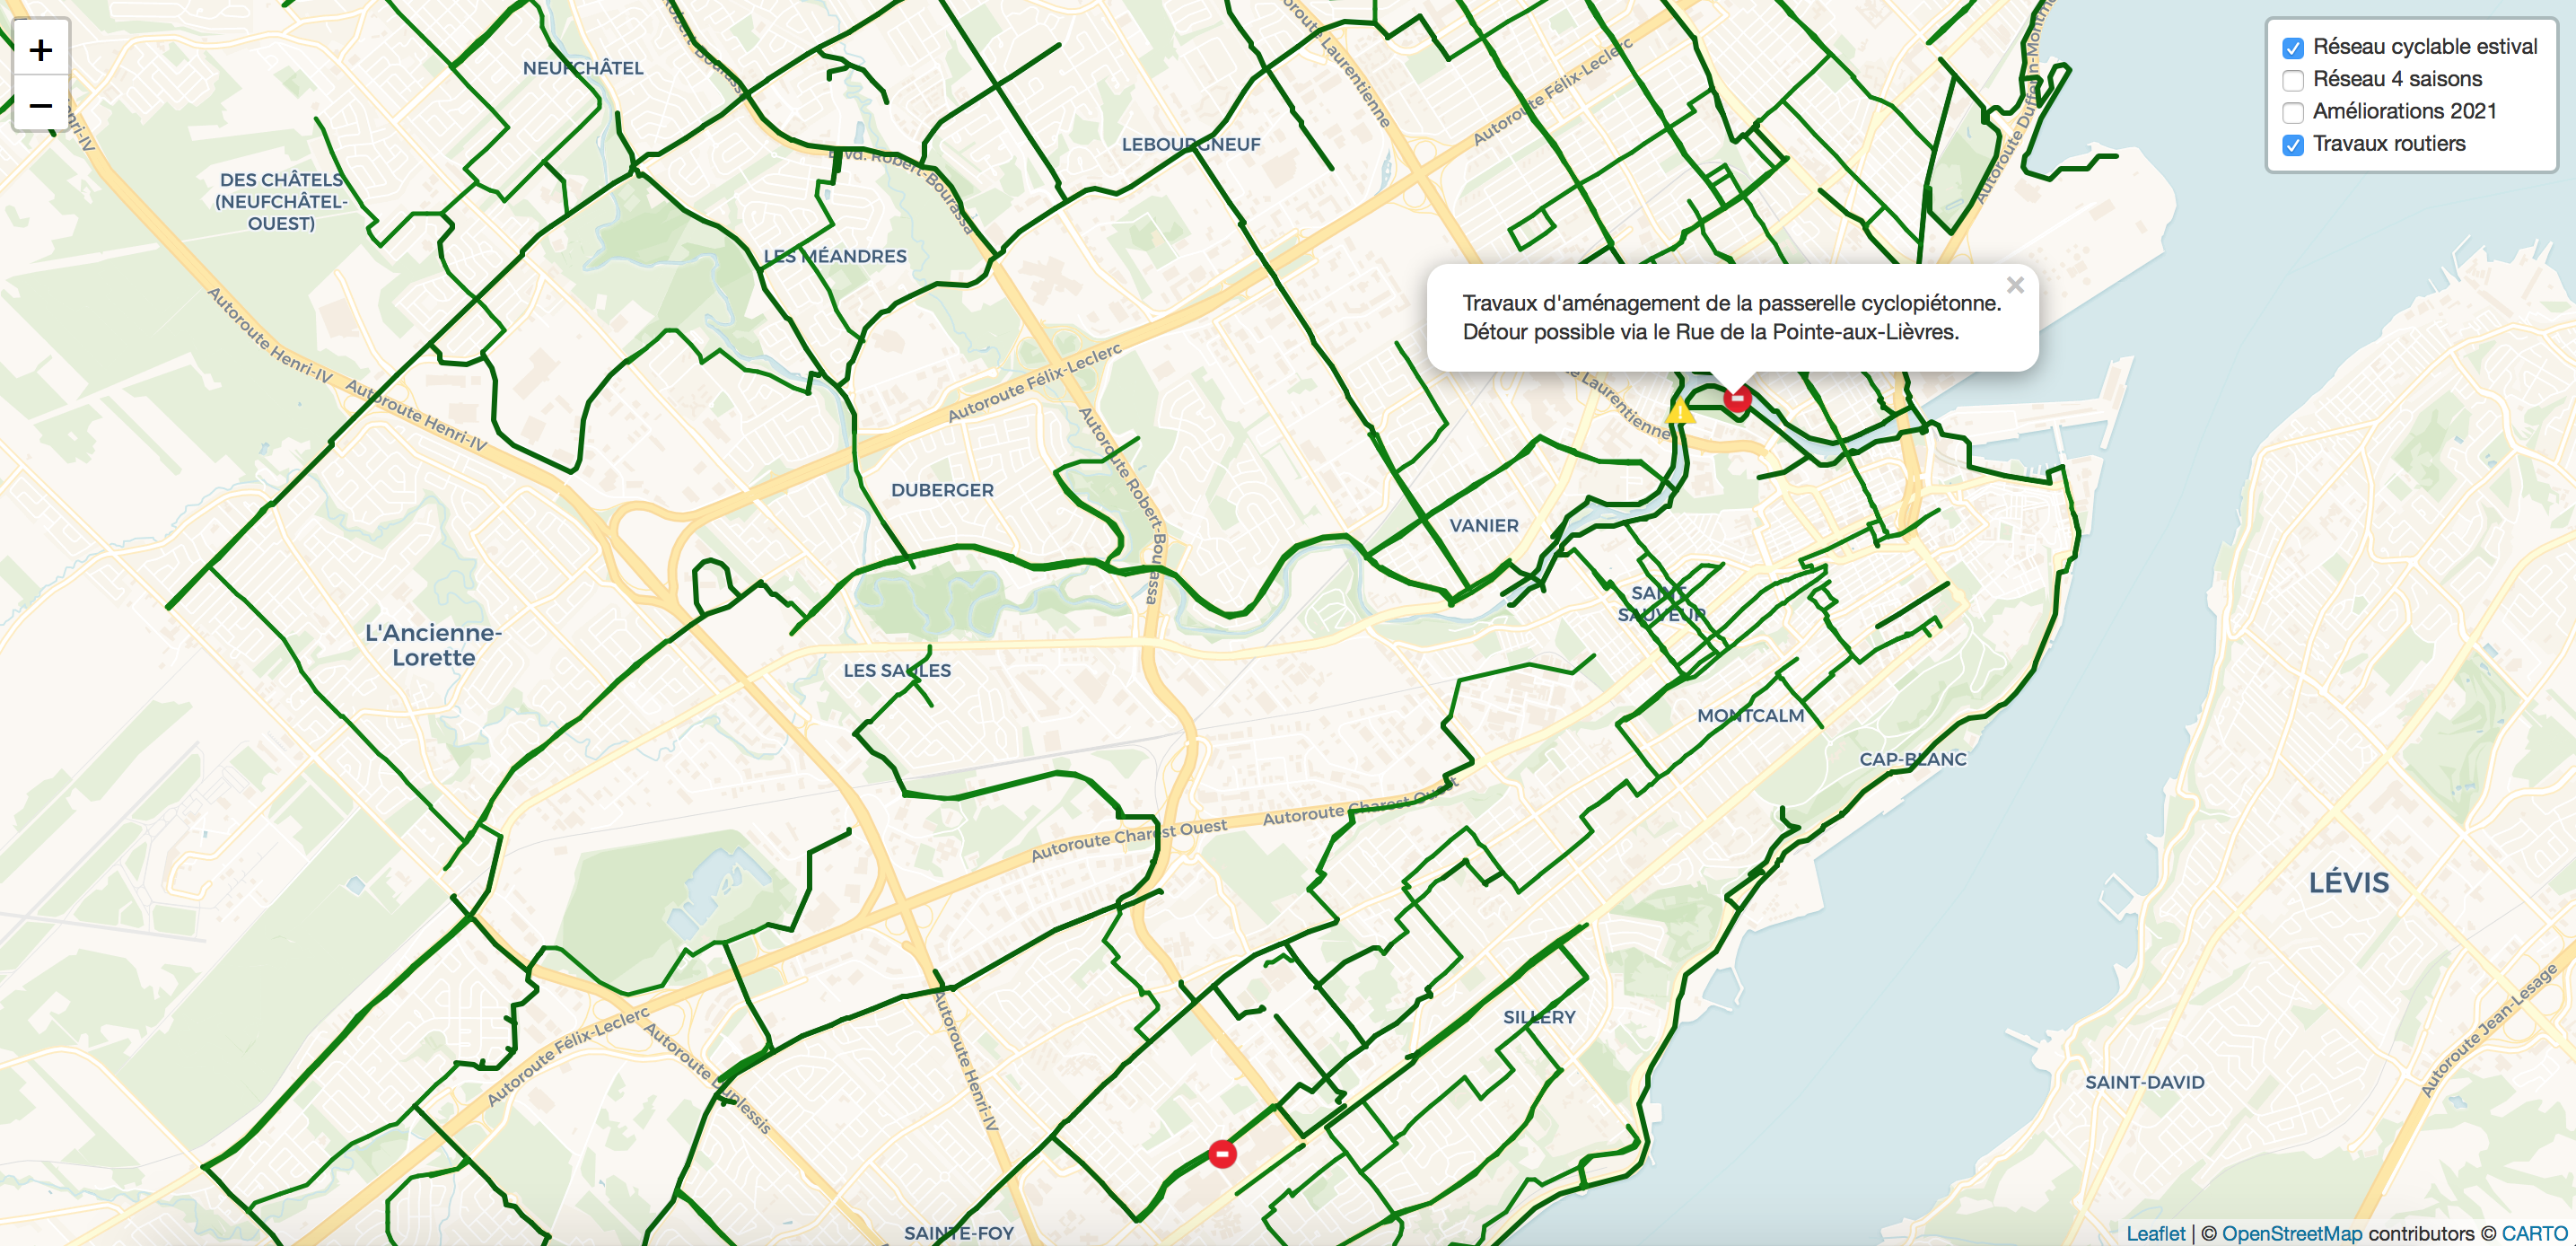 +
−
Réseau cyclable estival
Réseau 4 saisons
Améliorations 2021
Travaux routiers
NEUFCHÂTEL
LEBOURGNEUF
DES CHÂTELS
(NEUFCHÂTEL-
OUEST)
LES MÉANDRES
Blvd. Robert-Bourassa
Autoroute Laurentienne
Autoroute Félix-Leclerc
Autoroute Dufferin-Montm
Travaux d'aménagement de la passerelle cyclopiétonne.
Détour possible via le Rue de la Pointe-aux-Lièvres.
×
Autoroute Henri-IV
Autoroute Henri-IV
Autoroute Félix-Leclerc
Autoroute Robert-Bourassa
Laurentienne
DUBERGER
VANIER
SAINT-
SAUVEUR
L'Ancienne-
Lorette
LES SAULES
MONTCALM
CAP-BLANC
Autoroute Charest Ouest
Autoroute Charest Ouest
LÉVIS
SILLERY
Autoroute Félix-Leclerc
Autoroute Duplessis
Autoroute Henri-IV
Autoroute Jean-Lesage
SAINT-DAVID
SAINTE-FOY
Leaflet | © OpenStreetMap contributors © CARTO